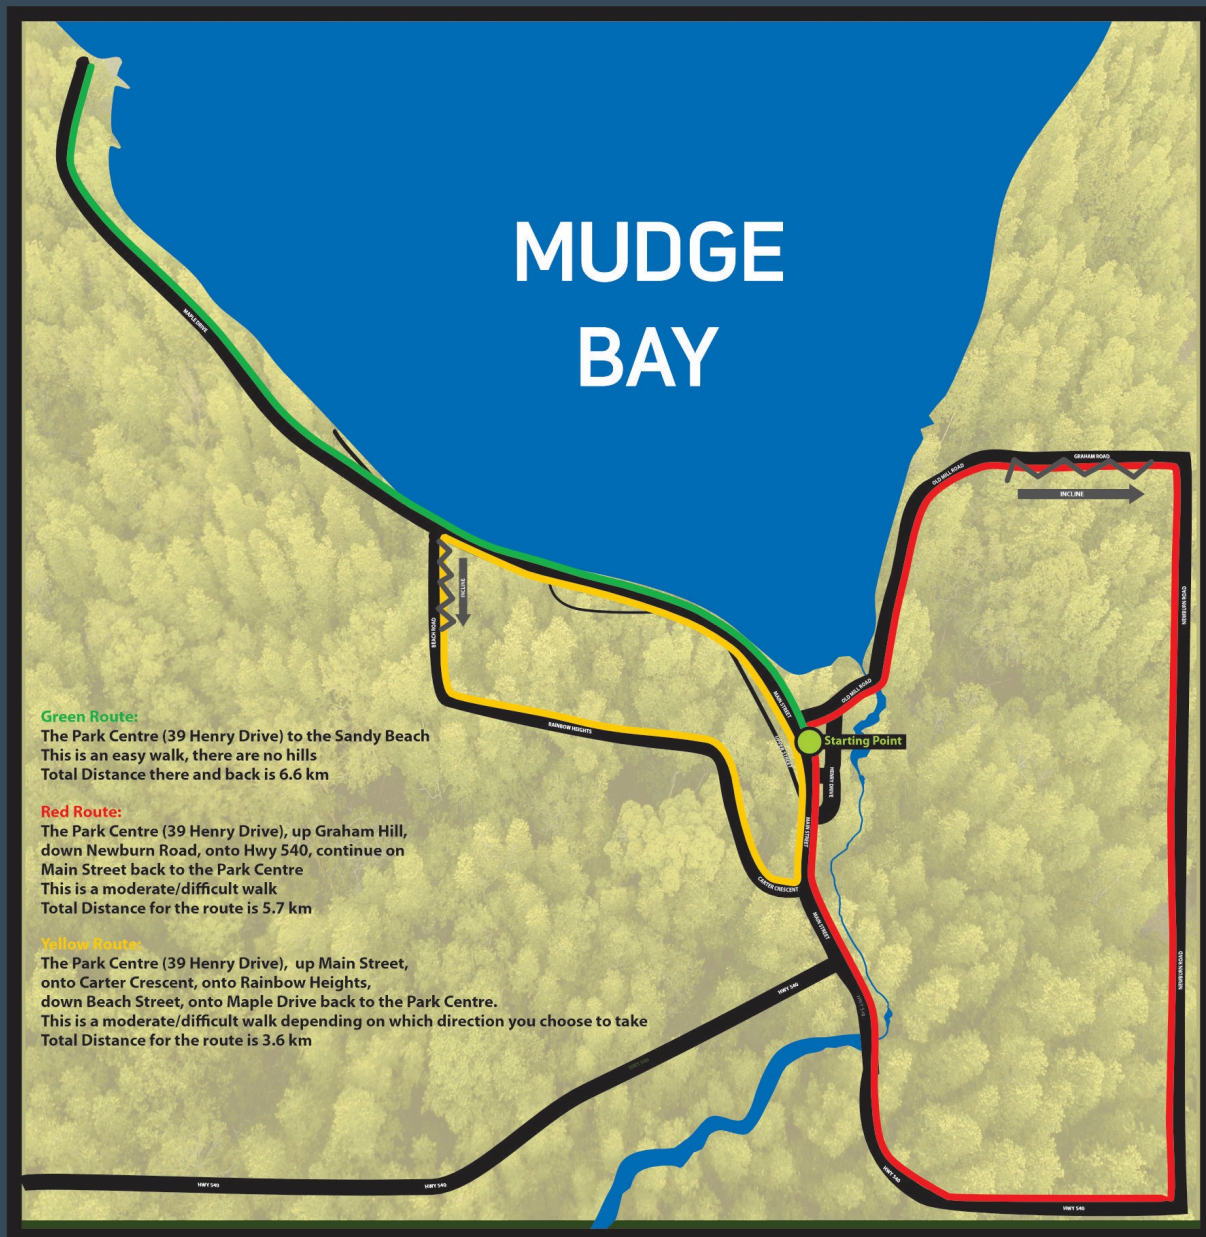 MUDGE
BAY
MAPLE DRIVE
OLD MILL ROAD
GRAHAM ROAD
INCLINE
INCLINE
BEACH ROAD
NEWBURN ROAD
RAINBOW HEIGHTS
MAIN STREET
OLD MILL ROAD
Starting Point
HENRY DRIVE
MAIN STREET
CARTER CRESCENT
MAIN STREET
NEWBURN ROAD
HWY 540
HWY 540
HWY 540
HWY 540
HWY 540
HWY 540
HWY 540
Green Route:
The Park Centre (39 Henry Drive) to the Sandy Beach
This is an easy walk, there are no hills
Total Distance there and back is 6.6 km
Red Route:
The Park Centre (39 Henry Drive), up Graham Hill,
down Newburn Road, onto Hwy 540, continue on
Main Street back to the Park Centre
This is a moderate/difficult walk
Total Distance for the route is 5.7 km
Yellow Route:
The Park Centre (39 Henry Drive),  up Main Street,
onto Carter Crescent, onto Rainbow Heights,
down Beach Street, onto Maple Drive back to the Park Centre.
This is a moderate/difficult walk depending on which direction you choose to take
Total Distance for the route is 3.6 km